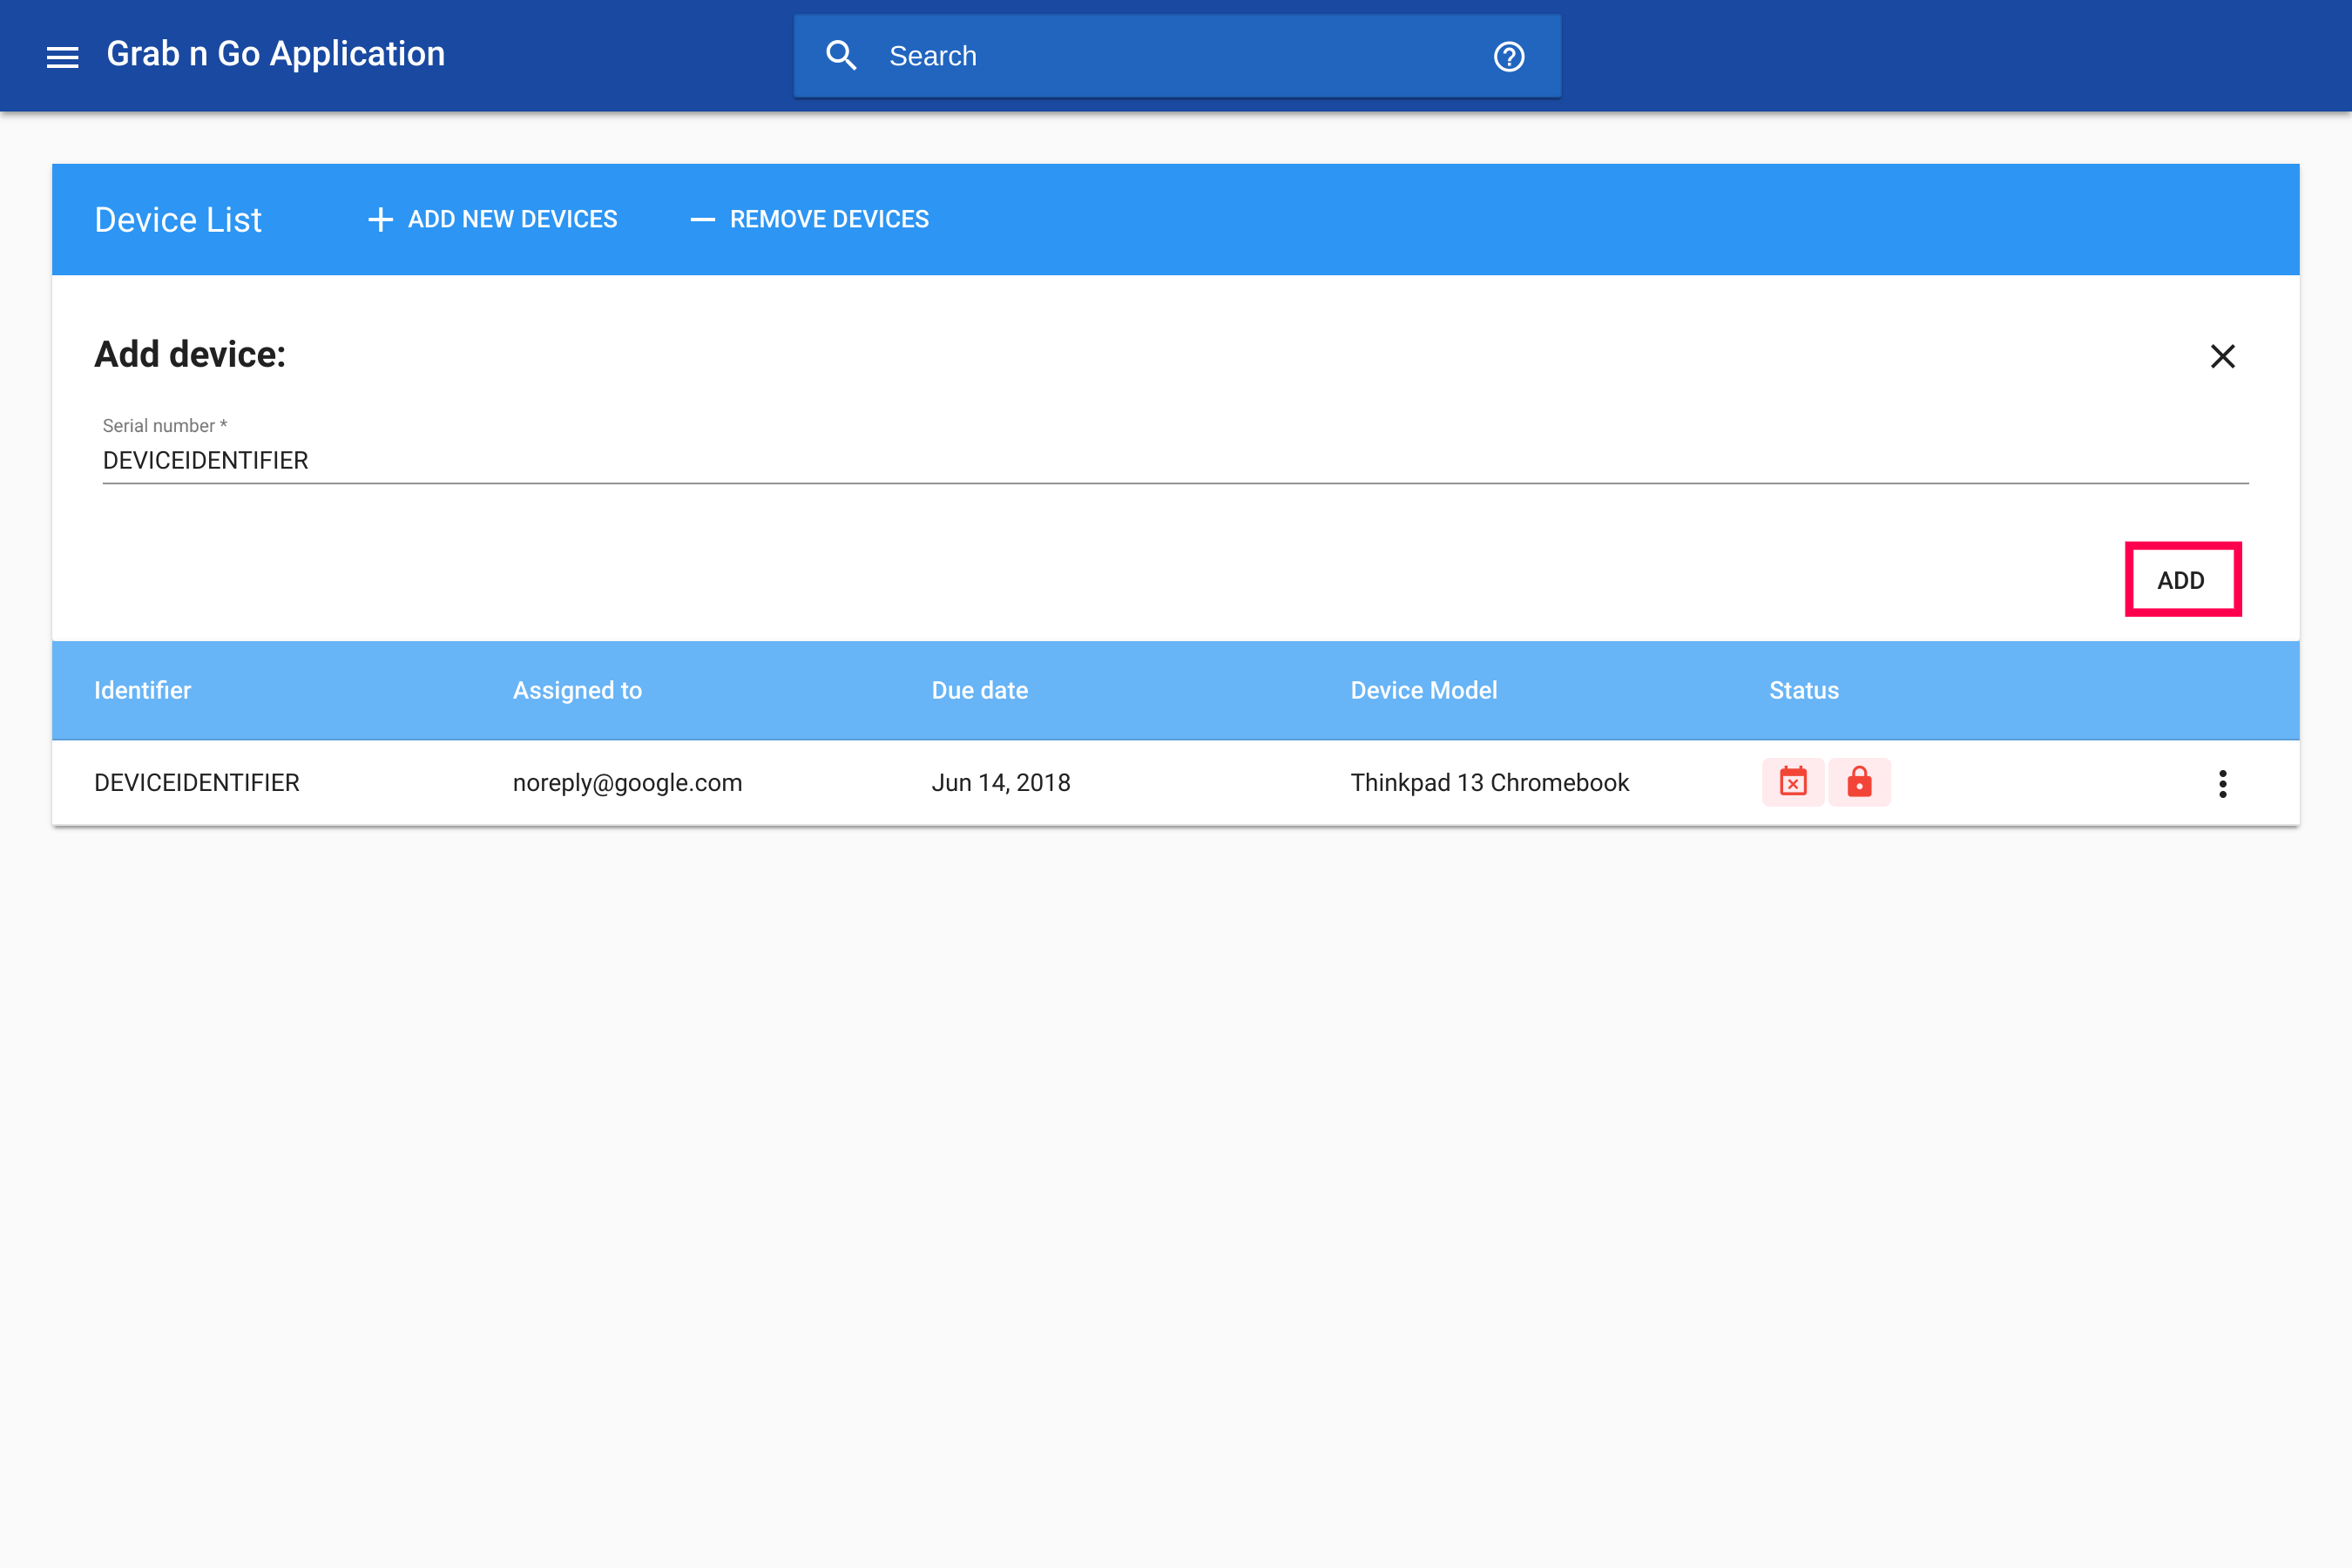 Grab n Go Application
Search
Device List
ADD NEW DEVICES
REMOVE DEVICES
Add device:
Serial number *
DEVICEIDENTIFIER
ADD
Identifier Assigned to Due date Device Model Status
DEVICEIDENTIFIER noreply@google.com Jun 14, 2018 Thinkpad 13 Chromebook